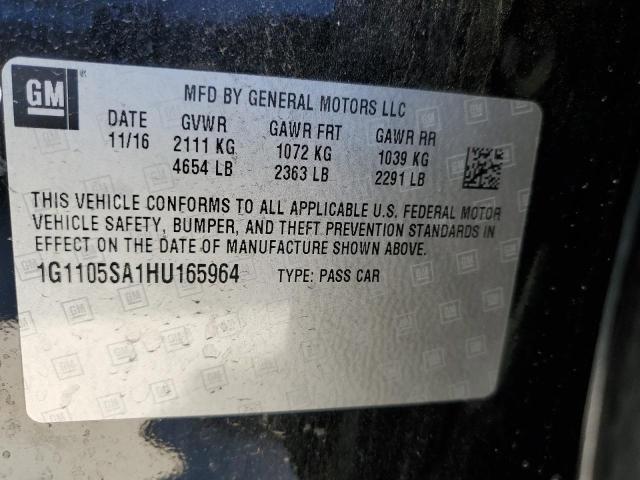 GM
MFD BY GENERAL MOTORS LLC
DATE GVWR GAWR FRT GAWR RR
11/16 2111 KG 1072 KG 1039 KG
4654 LB 2363 LB 2291 LB
THIS VEHICLE CONFORMS TO ALL APPLICABLE U.S. FEDERAL MOTOR
VEHICLE SAFETY, BUMPER, AND THEFT PREVENTION STANDARDS IN
EFFECT ON THE DATE OF MANUFACTURE SHOWN ABOVE.
1G1105SA1HU165964 TYPE: PASS CAR